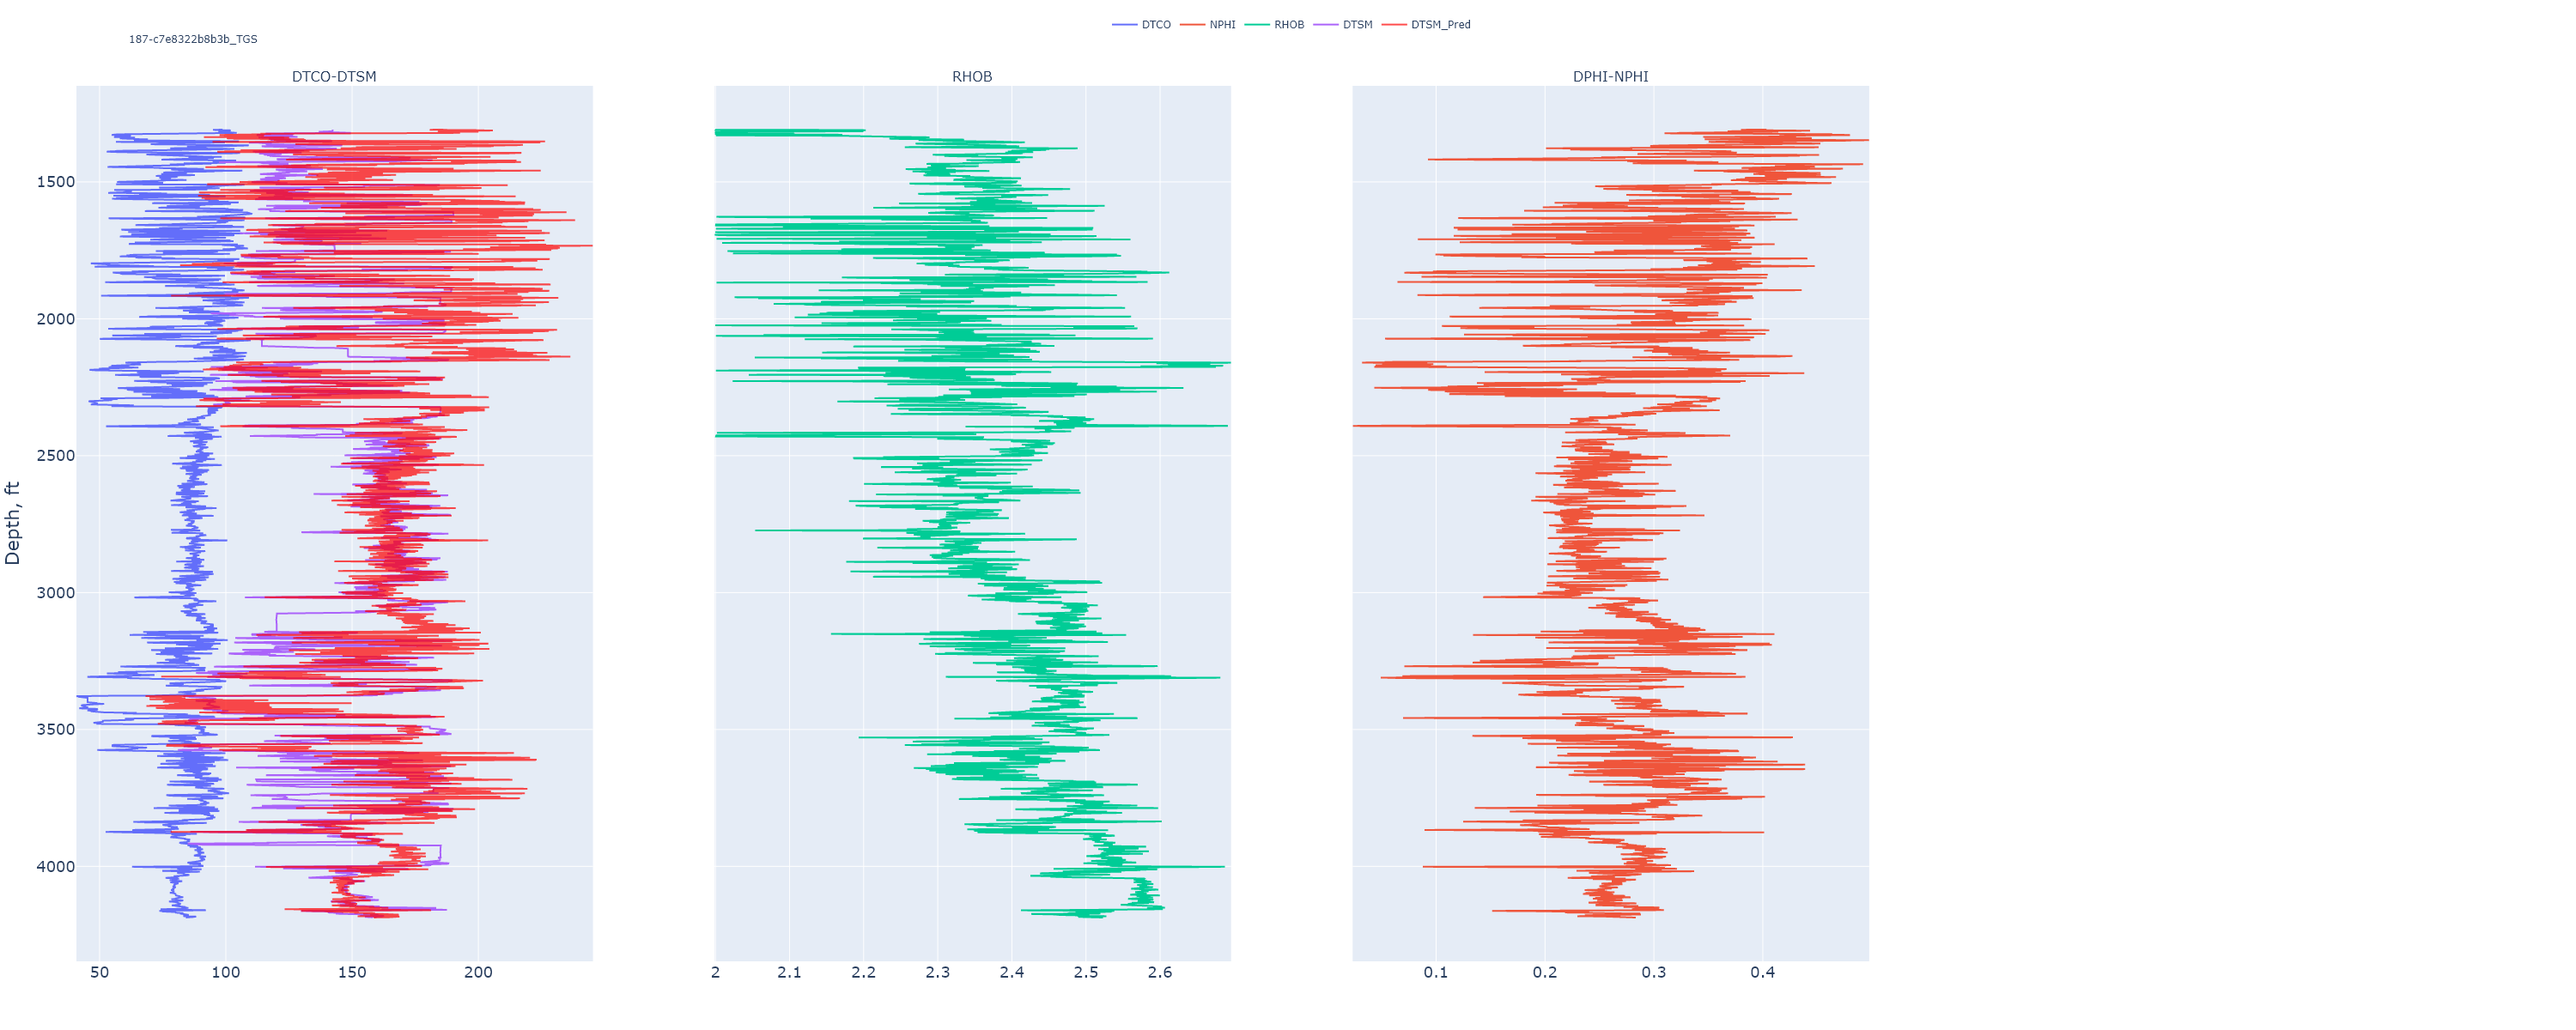 DTCO NPHI RHOB DTSM DTSM_Pred
187-c7e8322b8b3b_TGS
DTCO-DTSM RHOB DPHI-NPHI
Depth, ft
1500
2000
2500
3000
3500
4000
50 100 150 200
2 2.1 2.2 2.3 2.4 2.5 2.6
0.1 0.2 0.3 0.4